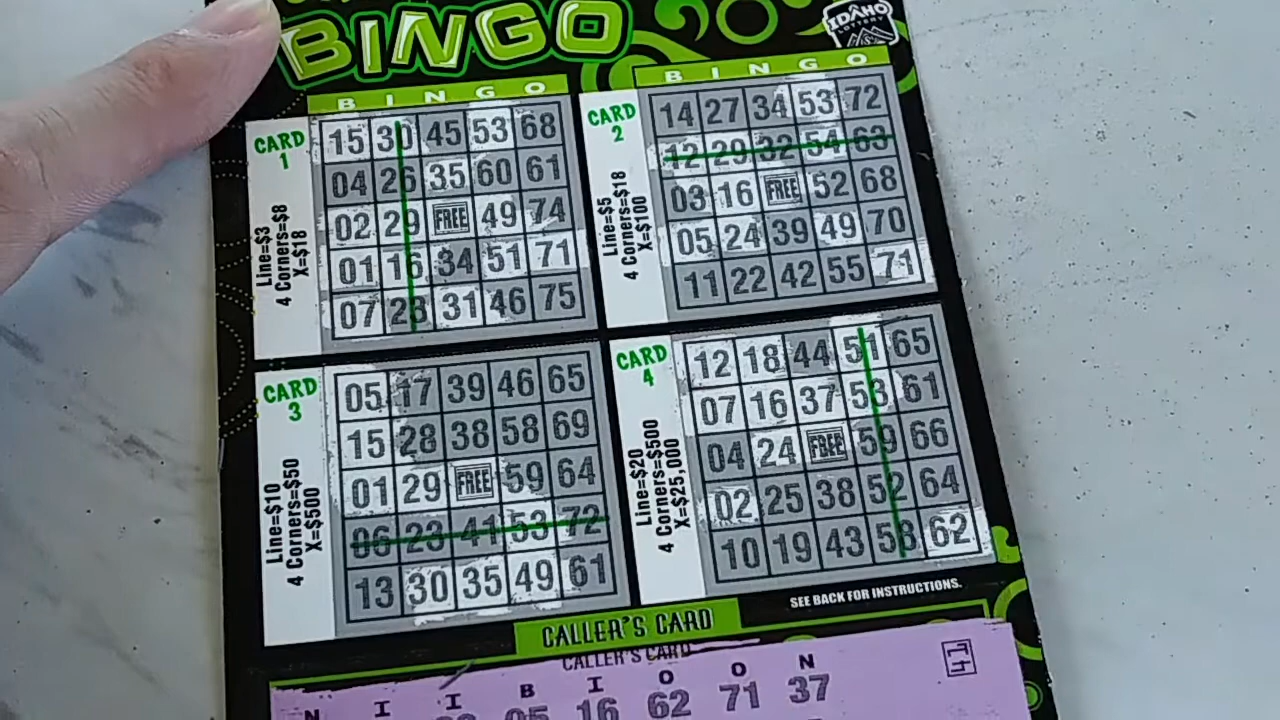 BINGO
IDAHO
LOTTERY
B I N G O
CARD
1
Line=$3
4 Corners=$8
X=$18
15 30 45 53 68
04 26 35 60 61
02 29 FREE 49 74
01 16 34 51 71
07 28 31 46 75
B I N G O
CARD
2
Line=$5
4 Corners=$18
X=$100
14 27 34 53 72
12 29 32 54 63
03 16 FREE 52 68
05 24 39 49 70
11 22 42 55 71
CARD
3
Line=$10
4 Corners=$50
X=$500
05 17 39 46 65
15 28 38 58 69
01 29 FREE 59 64
06 23 41 53 72
13 30 35 49 61
CARD
4
Line=$20
4 Corners=$500
X=$25,000
12 18 44 51 65
07 16 37 53 61
04 24 FREE 59 66
02 25 38 52 64
10 19 43 58 62
SEE BACK FOR INSTRUCTIONS.
CALLER'S CARD
CALLER'S CARD
N I I B I O O N
05 16 62 71 37